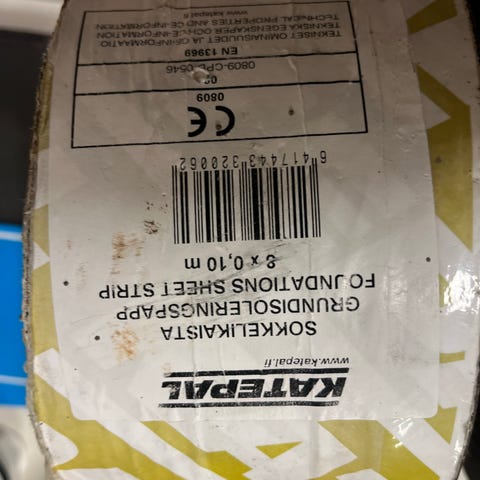 KATEPAL
www.katepal.fi
SOKKELIKAISTA
GRUNDISOLERINGSPAPP
FOUNDATIONS SHEET STRIP
8 x 0,10 m
6 417443 320062
CE
0809
0809-CPD-0546
EN 13969
TEKNISET OMINAISUUDET JA CE-INFORMAATIO
TEKNISKA EGENSKAPER OCH CE-INFORMATION
TECHNICAL PROPERTIES AND CE-INFORMATION
www.katepal.fi